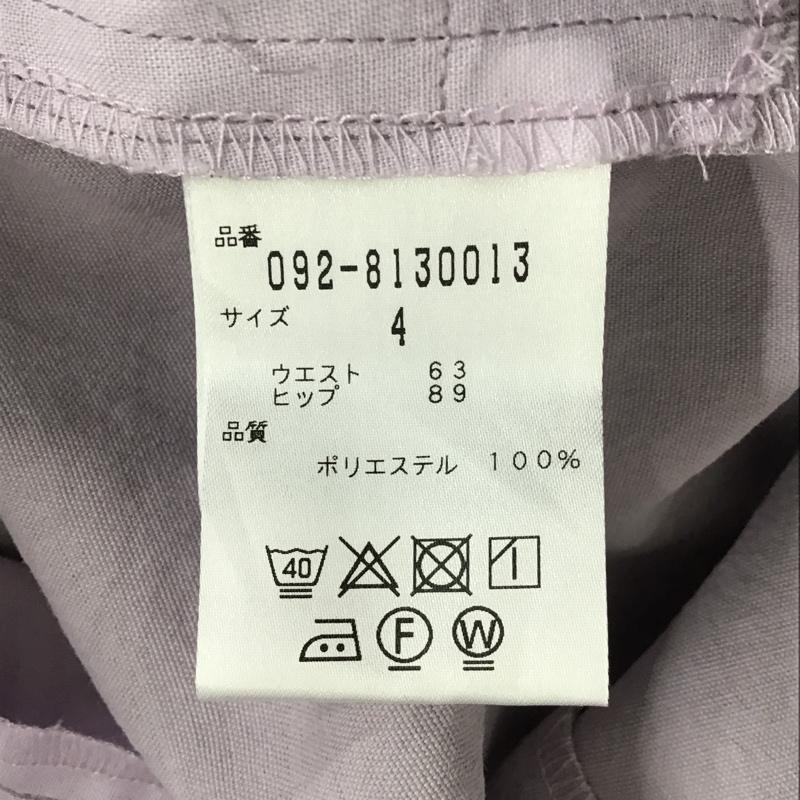 品番
092-8130013
サイズ 4
ウエスト 63
ヒップ 89
品質
ポリエステル 100%
40
F W